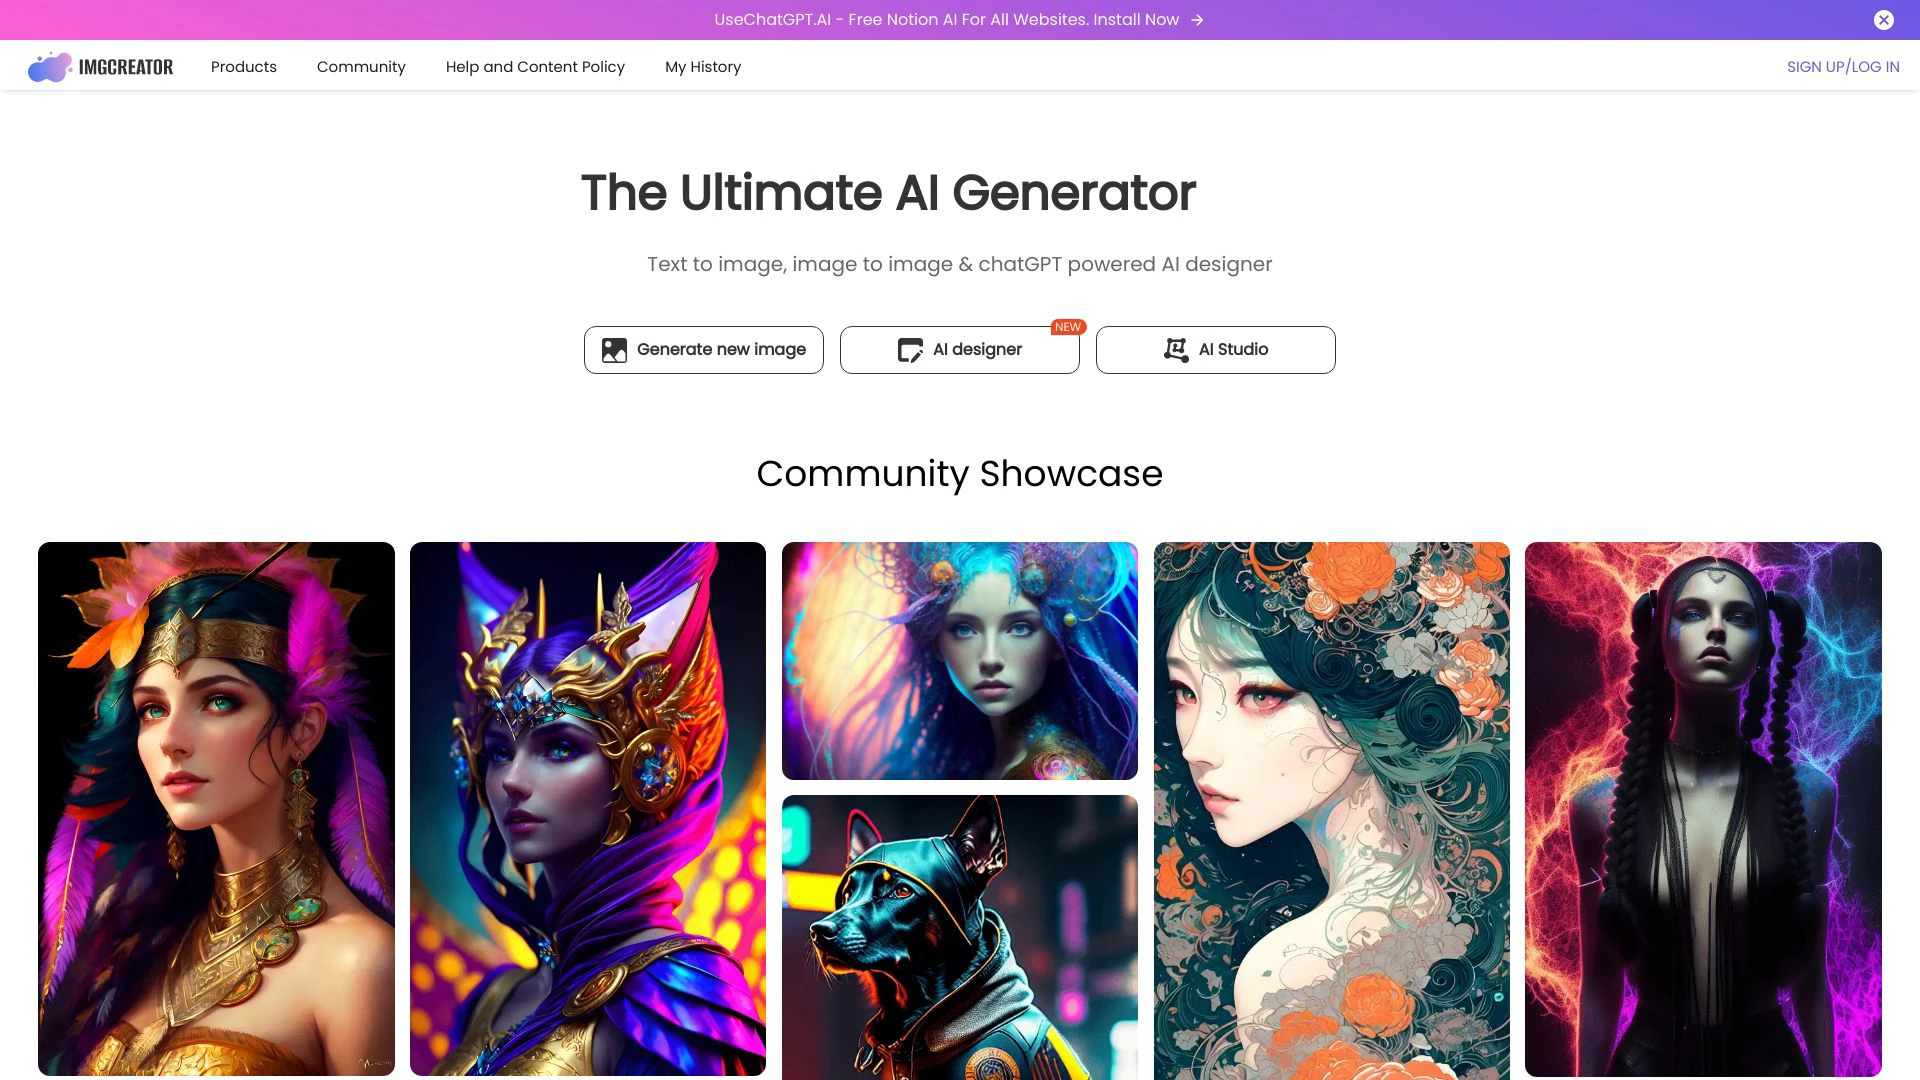 UseChatGPT.AI - Free Notion AI For All Websites. Install Now
IMGCREATOR
Products
Community
Help and Content Policy
My History
SIGN UP/LOG IN
The Ultimate AI Generator
Text to image, image to image & chatGPT powered AI designer
Generate new image
AI designer
NEW
AI Studio
Community Showcase